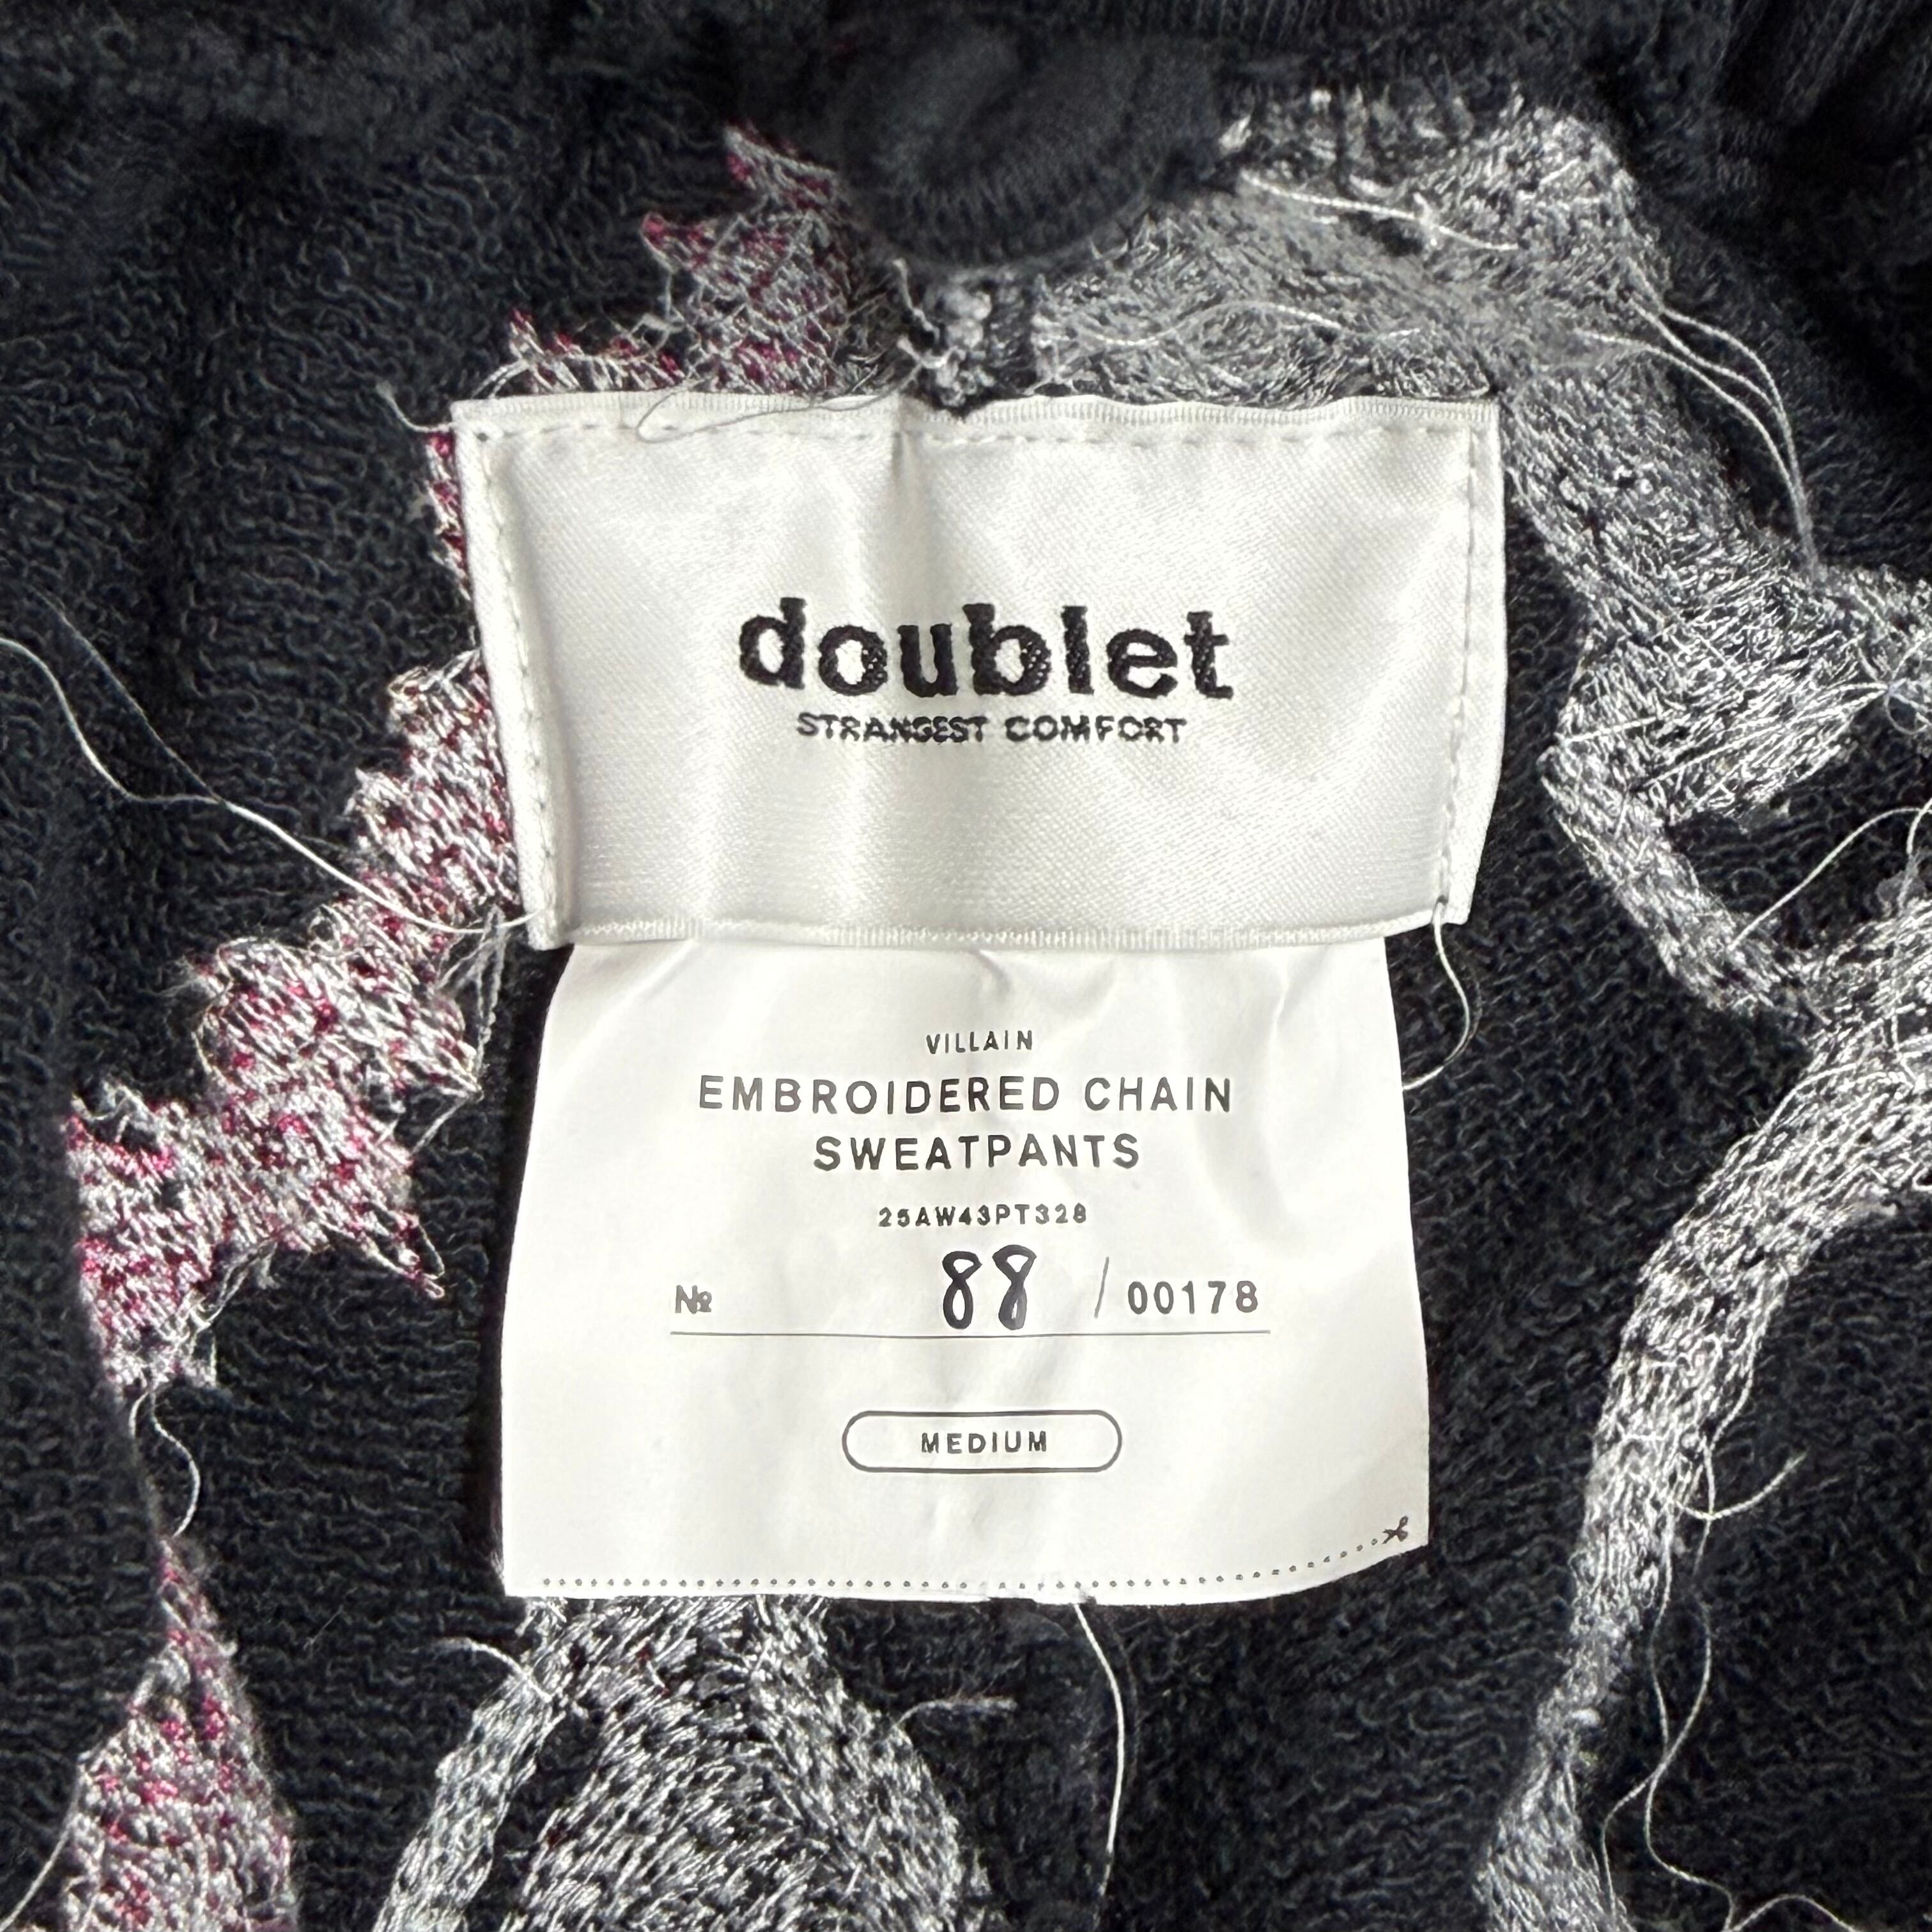 doublet
STRANGEST COMFORT
VILLAIN
EMBROIDERED CHAIN
SWEATPANTS
25AW43PT328
№ 88 / 00178
MEDIUM